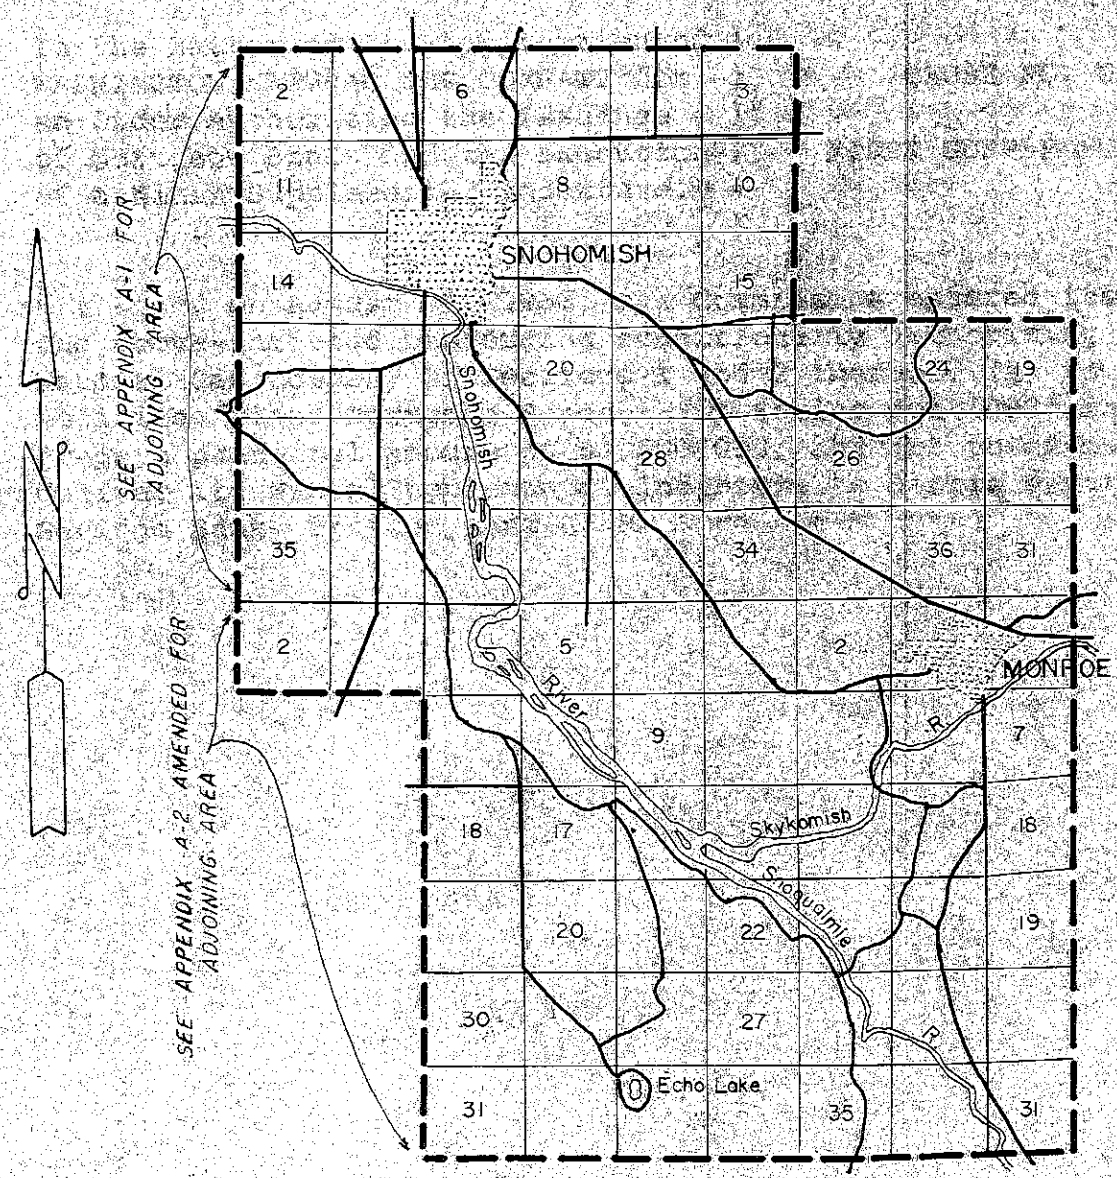 2
6
3
11
8
10
SNOHOMISH
14
15
SEE APPENDIX A-1 FOR
ADJOINING AREA
20
24
19
Snohomish
28
26
35
34
36
31
N
2
5
2
MONROE
River
9
R.
7
SEE APPENDIX A-2 AMENDED FOR
ADJOINING AREA
18
17
Skykomish
18
Snoqualmie
20
22
19
30
27
R.
Echo Lake
31
35
31